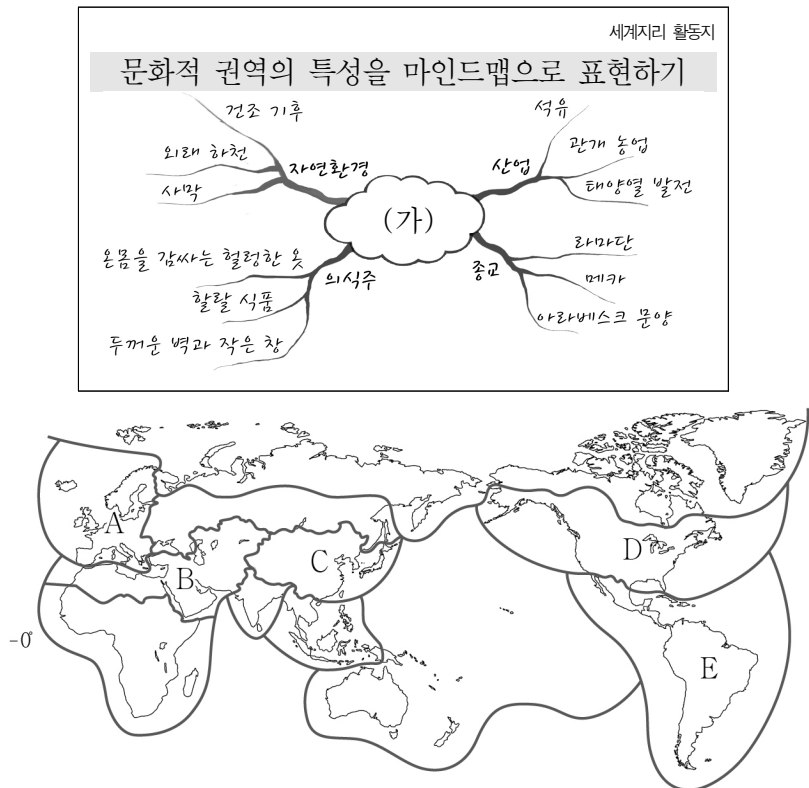 세계지리 활동지
문화적 권역의 특성을 마인드맵으로 표현하기
건조 기후
외래 하천
사막
자연환경
석유
관개 농업
태양열 발전
산업
(가)
온몸을 감싸는 헐렁한 옷
할랄 식품
두꺼운 벽과 작은 창
의식주
라마단
메카
아라베스크 문양
종교
A
B
C
D
E
-0°